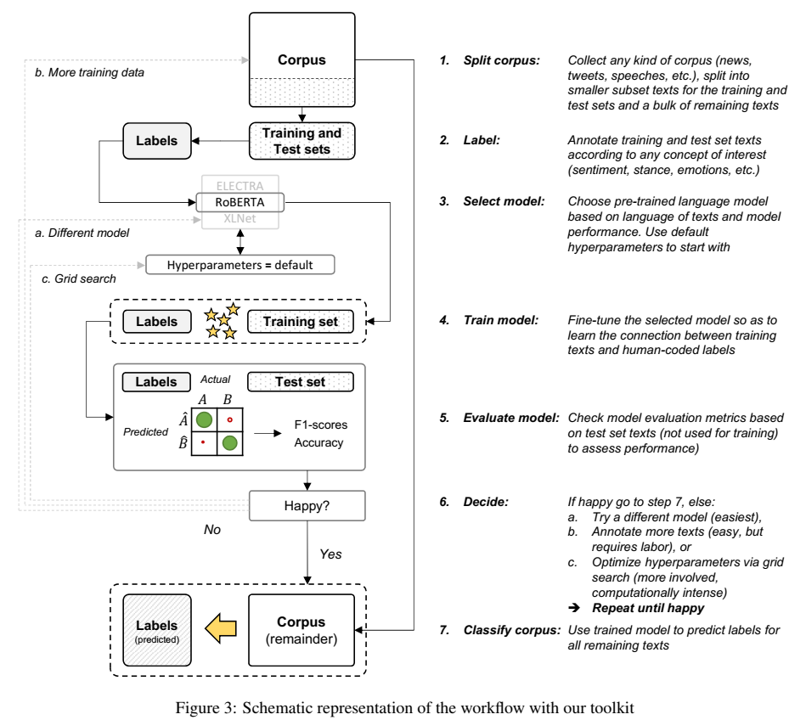 Corpus
b. More training data
Training and
Test sets
Labels
ELECTRA
RoBERTA
XLNet
a. Different model
Hyperparameters = default
c. Grid search
Labels
Training set
Labels
Actual
Test set
A B
Predicted
Â
B̂
F1-scores
Accuracy
Happy?
No
Yes
Labels
(predicted)
Corpus
(remainder)
1. Split corpus: Collect any kind of corpus (news,
tweets, speeches, etc.), split into
smaller subset texts for the training and
test sets and a bulk of remaining texts
2. Label: Annotate training and test set texts
according to any concept of interest
(sentiment, stance, emotions, etc.)
3. Select model: Choose pre-trained language model
based on language of texts and model
performance. Use default
hyperparameters to start with
4. Train model: Fine-tune the selected model so as to
learn the connection between training
texts and human-coded labels
5. Evaluate model: Check model evaluation metrics based
on test set texts (not used for training)
to assess performance)
6. Decide: If happy go to step 7, else:
a. Try a different model (easiest),
b. Annotate more texts (easy, but
requires labor), or
c. Optimize hyperparameters via grid
search (more involved,
computationally intense)
➔ Repeat until happy
7. Classify corpus: Use trained model to predict labels for
all remaining texts
Figure 3: Schematic representation of the workflow with our toolkit